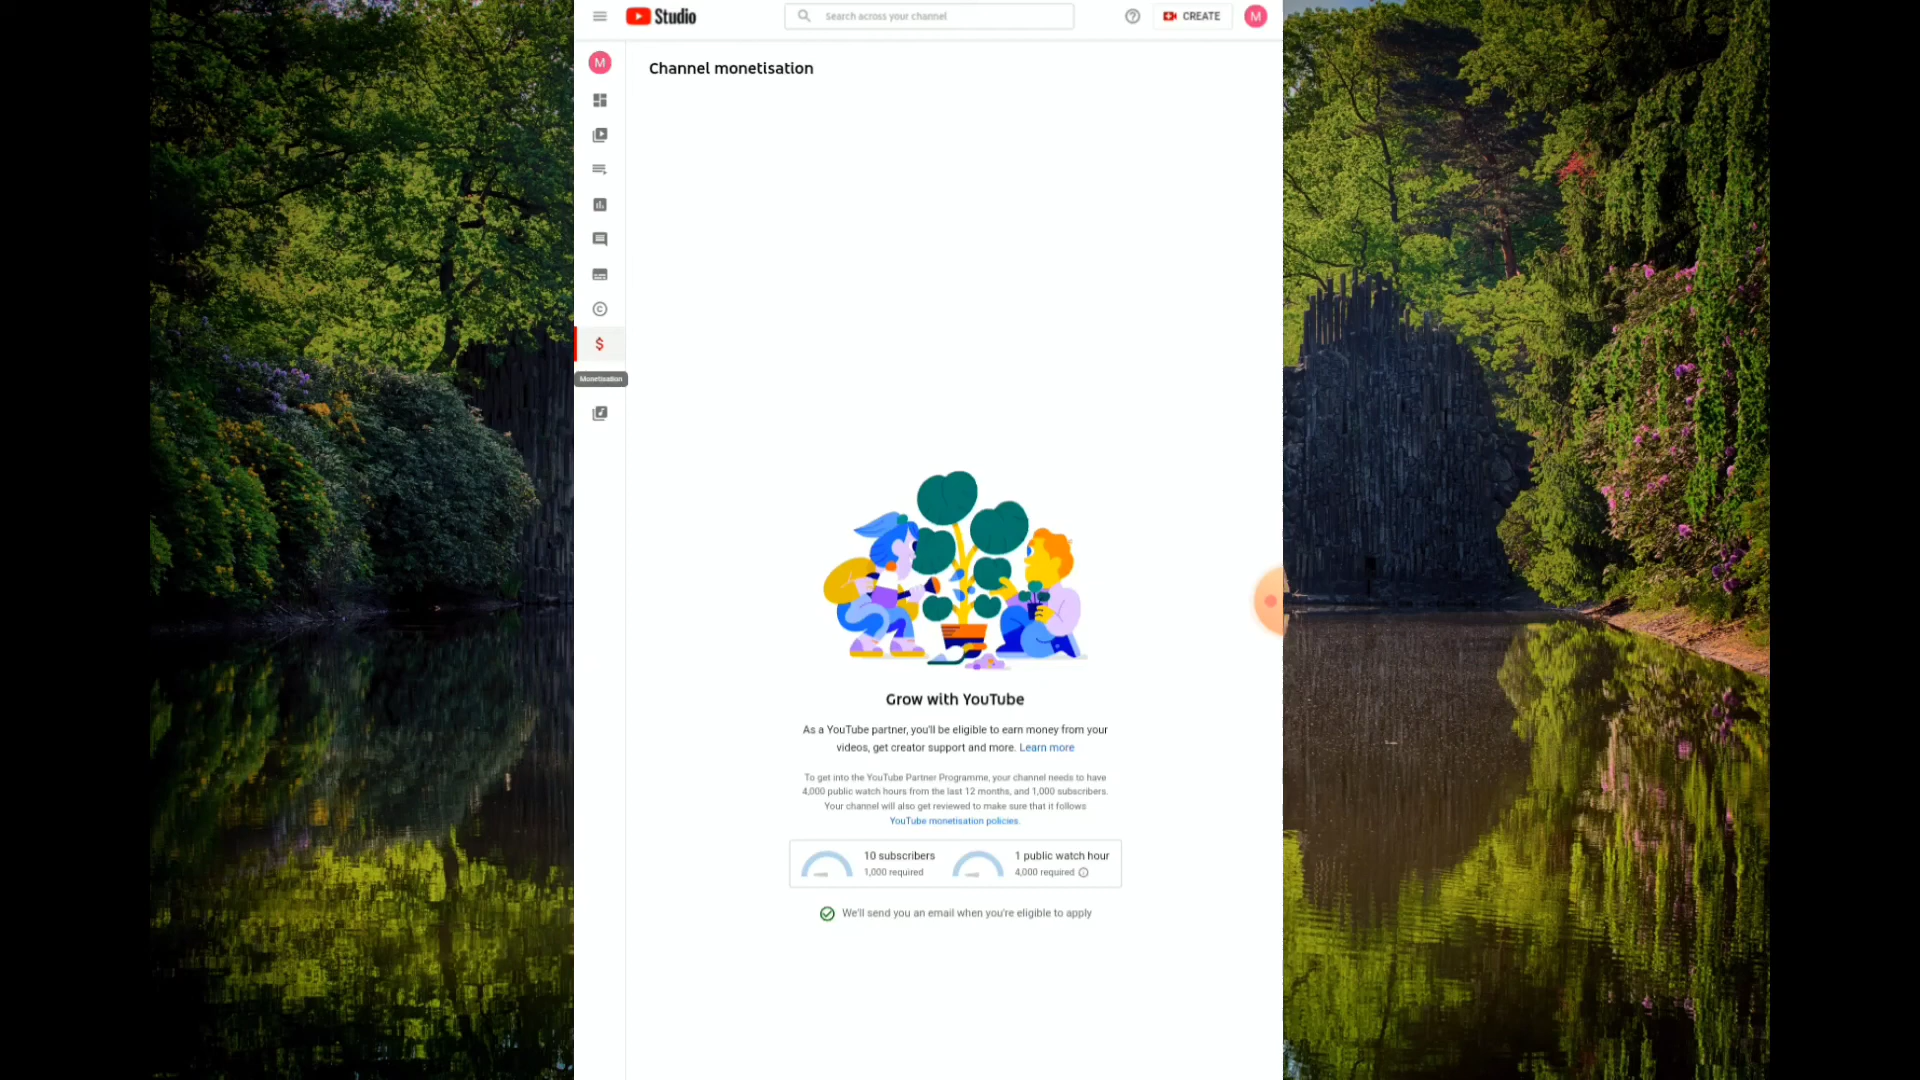 Studio
Search across your channel
CREATE
M
M
Channel monetisation
Monetisation
Grow with YouTube
As a YouTube partner, you'll be eligible to earn money from your
videos, get creator support and more. Learn more
To get into the YouTube Partner Programme, your channel needs to have
4,000 public watch hours from the last 12 months, and 1,000 subscribers.
Your channel will also get reviewed to make sure that it follows
YouTube monetisation policies.
10 subscribers
1,000 required
1 public watch hour
4,000 required
We'll send you an email when you're eligible to apply